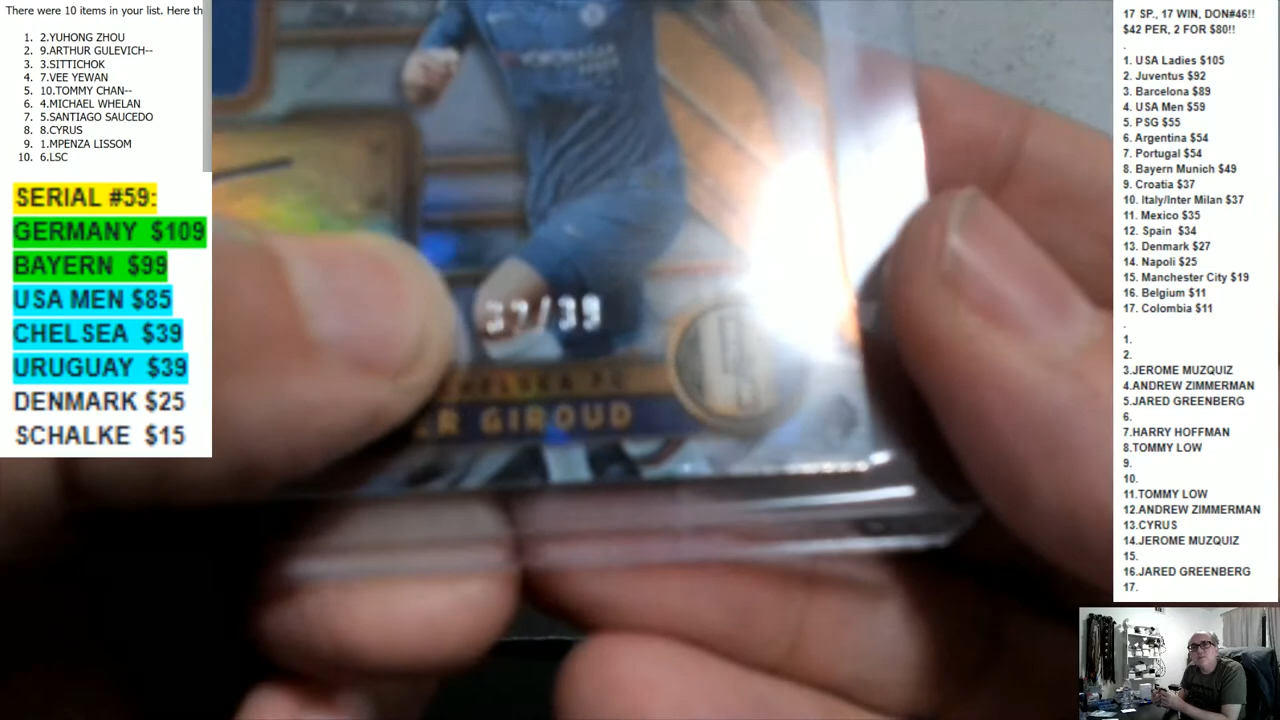 There were 10 items in your list. Here th
1. 2.YUHONG ZHOU
2. 9.ARTHUR GULEVICH--
3. 3.SITTICHOK
4. 7.VEE YEWAN
5. 10.TOMMY CHAN--
6. 4.MICHAEL WHELAN
7. 5.SANTIAGO SAUCEDO
8. 8.CYRUS
9. 1.MPENZA LISSOM
10. 6.LSC
SERIAL #59:
GERMANY $109
BAYERN $99
USA MEN $85
CHELSEA $39
URUGUAY $39
DENMARK $25
SCHALKE $15
/39
CHELSEA FC
ER GIROUD
17 SP., 17 WIN, DON#46!!
$42 PER, 2 FOR $80!!
.
1. USA Ladies $105
2. Juventus $92
3. Barcelona $89
4. USA Men $59
5. PSG $55
6. Argentina $54
7. Portugal $54
8. Bayern Munich $49
9. Croatia $37
10. Italy/Inter Milan $37
11. Mexico $35
12. Spain $34
13. Denmark $27
14. Napoli $25
15. Manchester City $19
16. Belgium $11
17. Colombia $11
.
1.
2.
3.JEROME MUZQUIZ
4.ANDREW ZIMMERMAN
5.JARED GREENBERG
6.
7.HARRY HOFFMAN
8.TOMMY LOW
9.
10.
11.TOMMY LOW
12.ANDREW ZIMMERMAN
13.CYRUS
14.JEROME MUZQUIZ
15.
16.JARED GREENBERG
17.